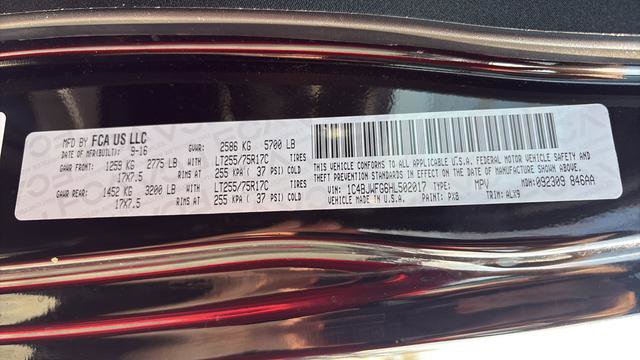 MFD BY FCA US LLC
DATE OF MFR(BUILT): 9-16 GVWR: 2586 KG 5700 LB
GAWR FRONT: 1259 KG 2775 LB WITH LT255/75R17C TIRES
17X7.5 RIMS AT 255 KPA ( 37 PSI) COLD
GAWR REAR: 1452 KG 3200 LB WITH LT255/75R17C TIRES
17X7.5 RIMS AT 255 KPA ( 37 PSI) COLD
THIS VEHICLE CONFORMS TO ALL APPLICABLE U.S.A. FEDERAL MOTOR VEHICLE SAFETY AND
THEFT PREVENTION STANDARDS IN EFFECT ON THE DATE OF MANUFACTURE SHOWN ABOVE.
VIN: 1C4BJWFG6HL502017 TYPE: MPV MDH: 092309 846AA
VEHICLE MADE IN U.S.A. PAINT: PX8 TRIM: ALX9